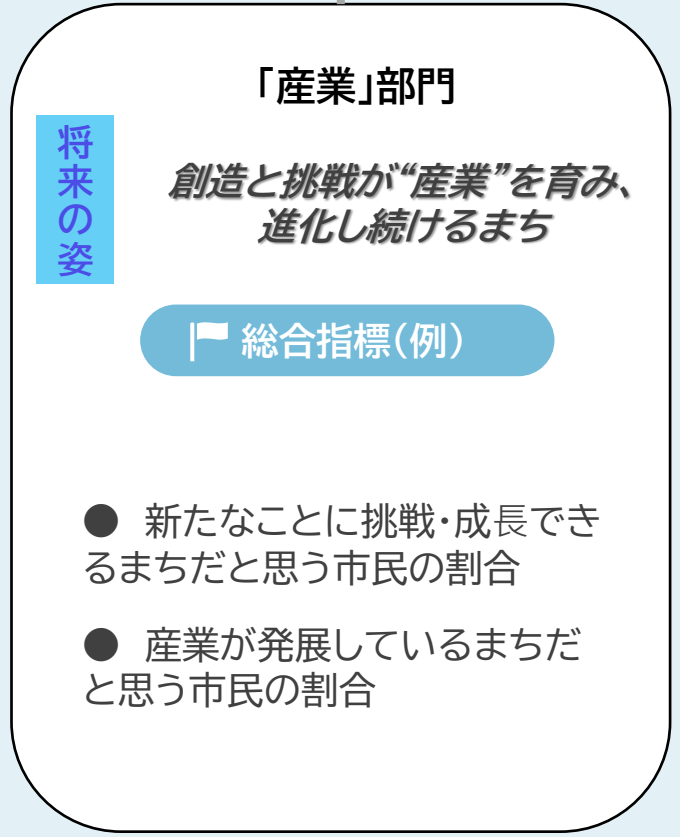 「産業」部門
将来の姿
創造と挑戦が“産業”を育み、
進化し続けるまち
総合指標(例)
● 新たなことに挑戦・成長でき
るまちだと思う市民の割合
● 産業が発展しているまちだ
と思う市民の割合